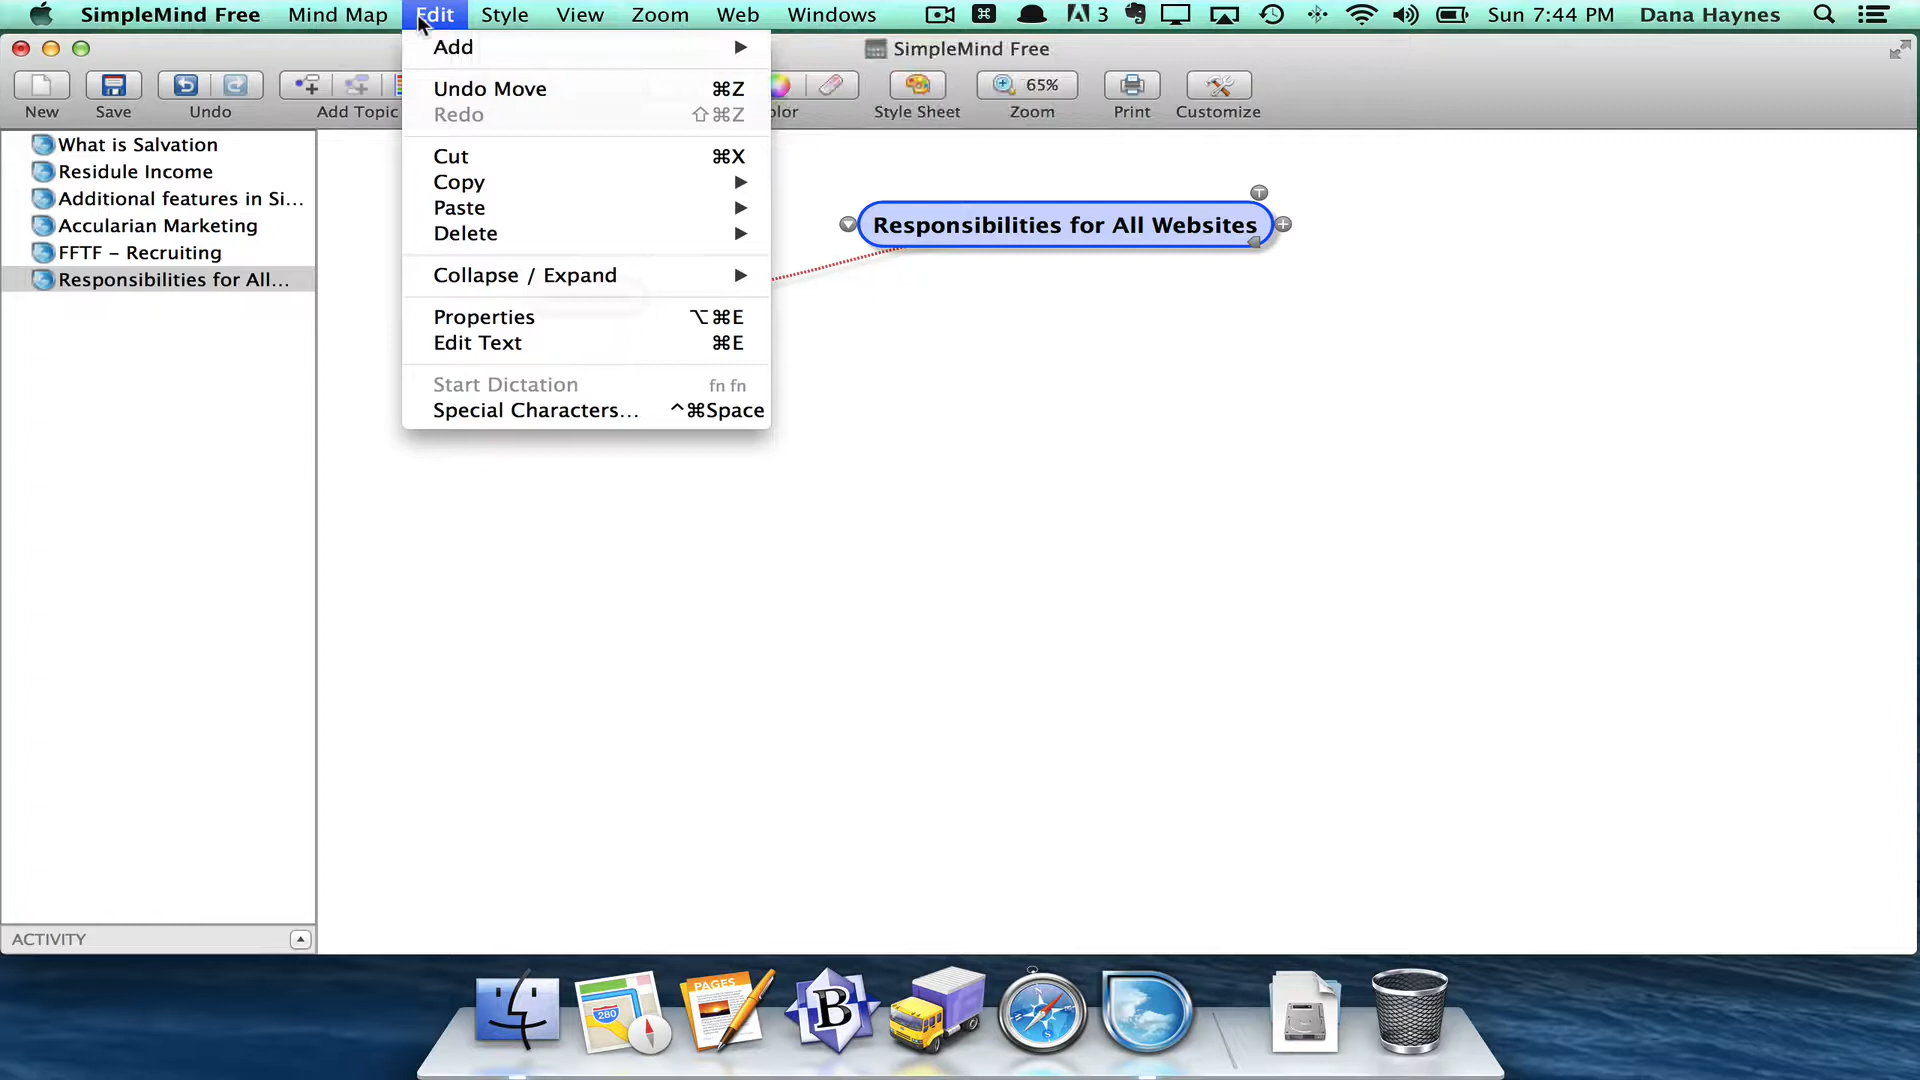 SimpleMind Free Mind Map Edit Style View Zoom Web Windows 3 Sun 7:44 PM Dana Haynes
SimpleMind Free
65%
New Save Undo Add Topic olor Style Sheet Zoom Print Customize
Add
Undo Move ⌘Z
Redo ⇧⌘Z
Cut ⌘X
Copy
Paste
Delete
Collapse / Expand
Properties ⌥⌘E
Edit Text ⌘E
Start Dictation fn fn
Special Characters... ^⌘Space
What is Salvation
Residule Income
Additional features in Si...
Accularian Marketing
FFTF - Recruiting
Responsibilities for All...
T
Responsibilities for All Websites
ACTIVITY
280
PAGES
B